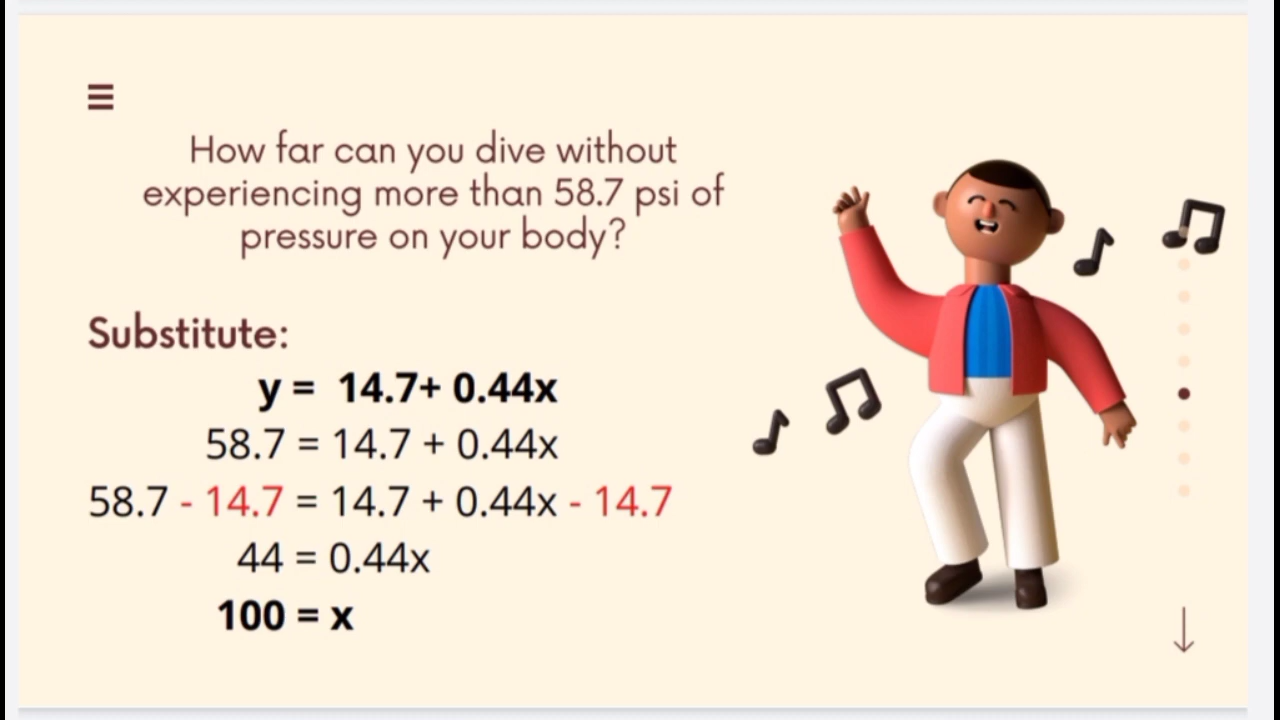 How far can you dive without
experiencing more than 58.7 psi of
pressure on your body?
Substitute:
y = 14.7+ 0.44x
58.7 = 14.7 + 0.44x
58.7 - 14.7 = 14.7 + 0.44x - 14.7
44 = 0.44x
100 = x